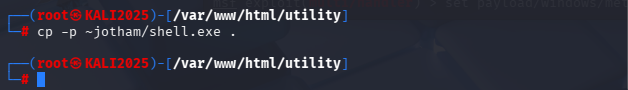 ┌──(root㉿KALI2025)-[/var/www/html/utility]
└─# cp -p ~jotham/shell.exe .
┌──(root㉿KALI2025)-[/var/www/html/utility]
└─#